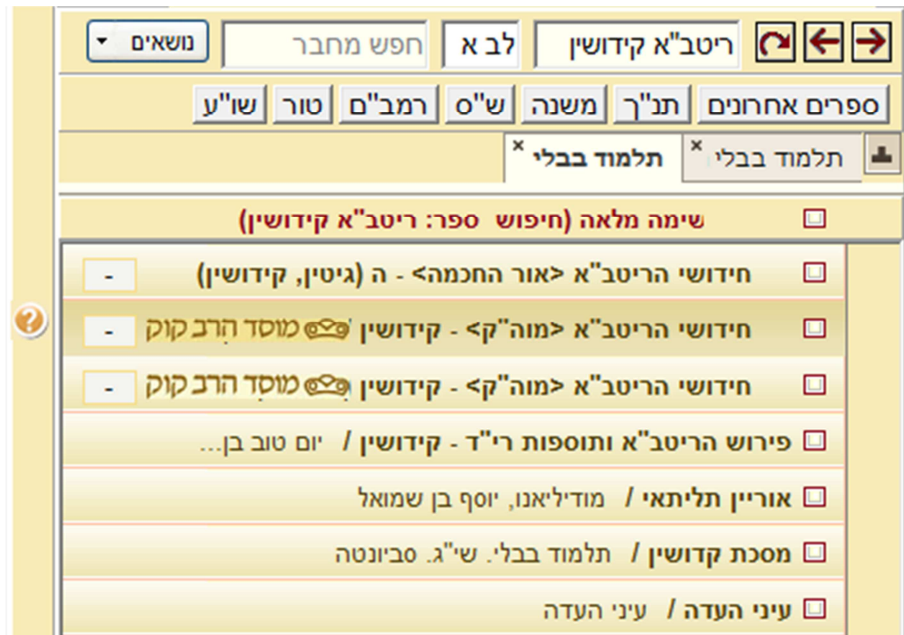 ריטב"א קידושין לב א חפש מחבר נושאים
ספרים אחרונים תנ"ך משנה ש"ס רמב"ם טור שו"ע
תלמוד בבלי × תלמוד בבלי ×
שימה מלאה (חיפוש ספר: ריטב"א קידושין)
חידושי הריטב"א <אור החכמה> - ה (גיטין, קידושין) -
חידושי הריטב"א <מוה"ק> - קידושין מוסד הרב קוק -
חידושי הריטב"א <מוה"ק> - קידושין מוסד הרב קוק -
פירוש הריטב"א ותוספות רי"ד - קידושין / יום טוב בן...
אוריין תליתאי / מודיליאנו, יוסף בן שמואל
מסכת קדושין / תלמוד בבלי. שי"ג. סביונטה
עיני העדה / עיני העדה